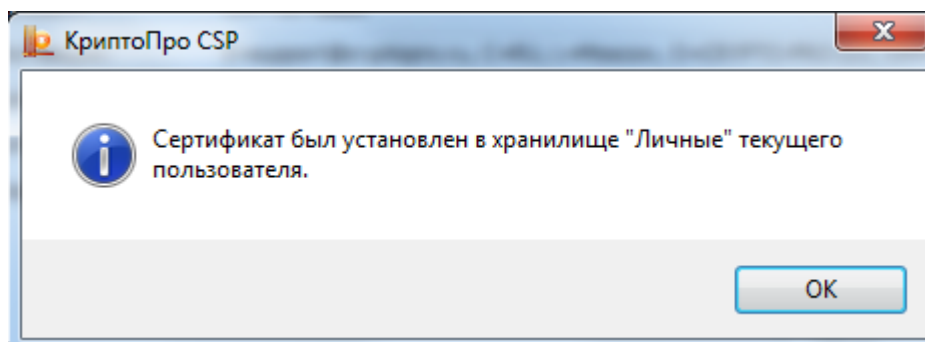 КриптоПро CSP
Сертификат был установлен в хранилище "Личные" текущего
пользователя.
OK